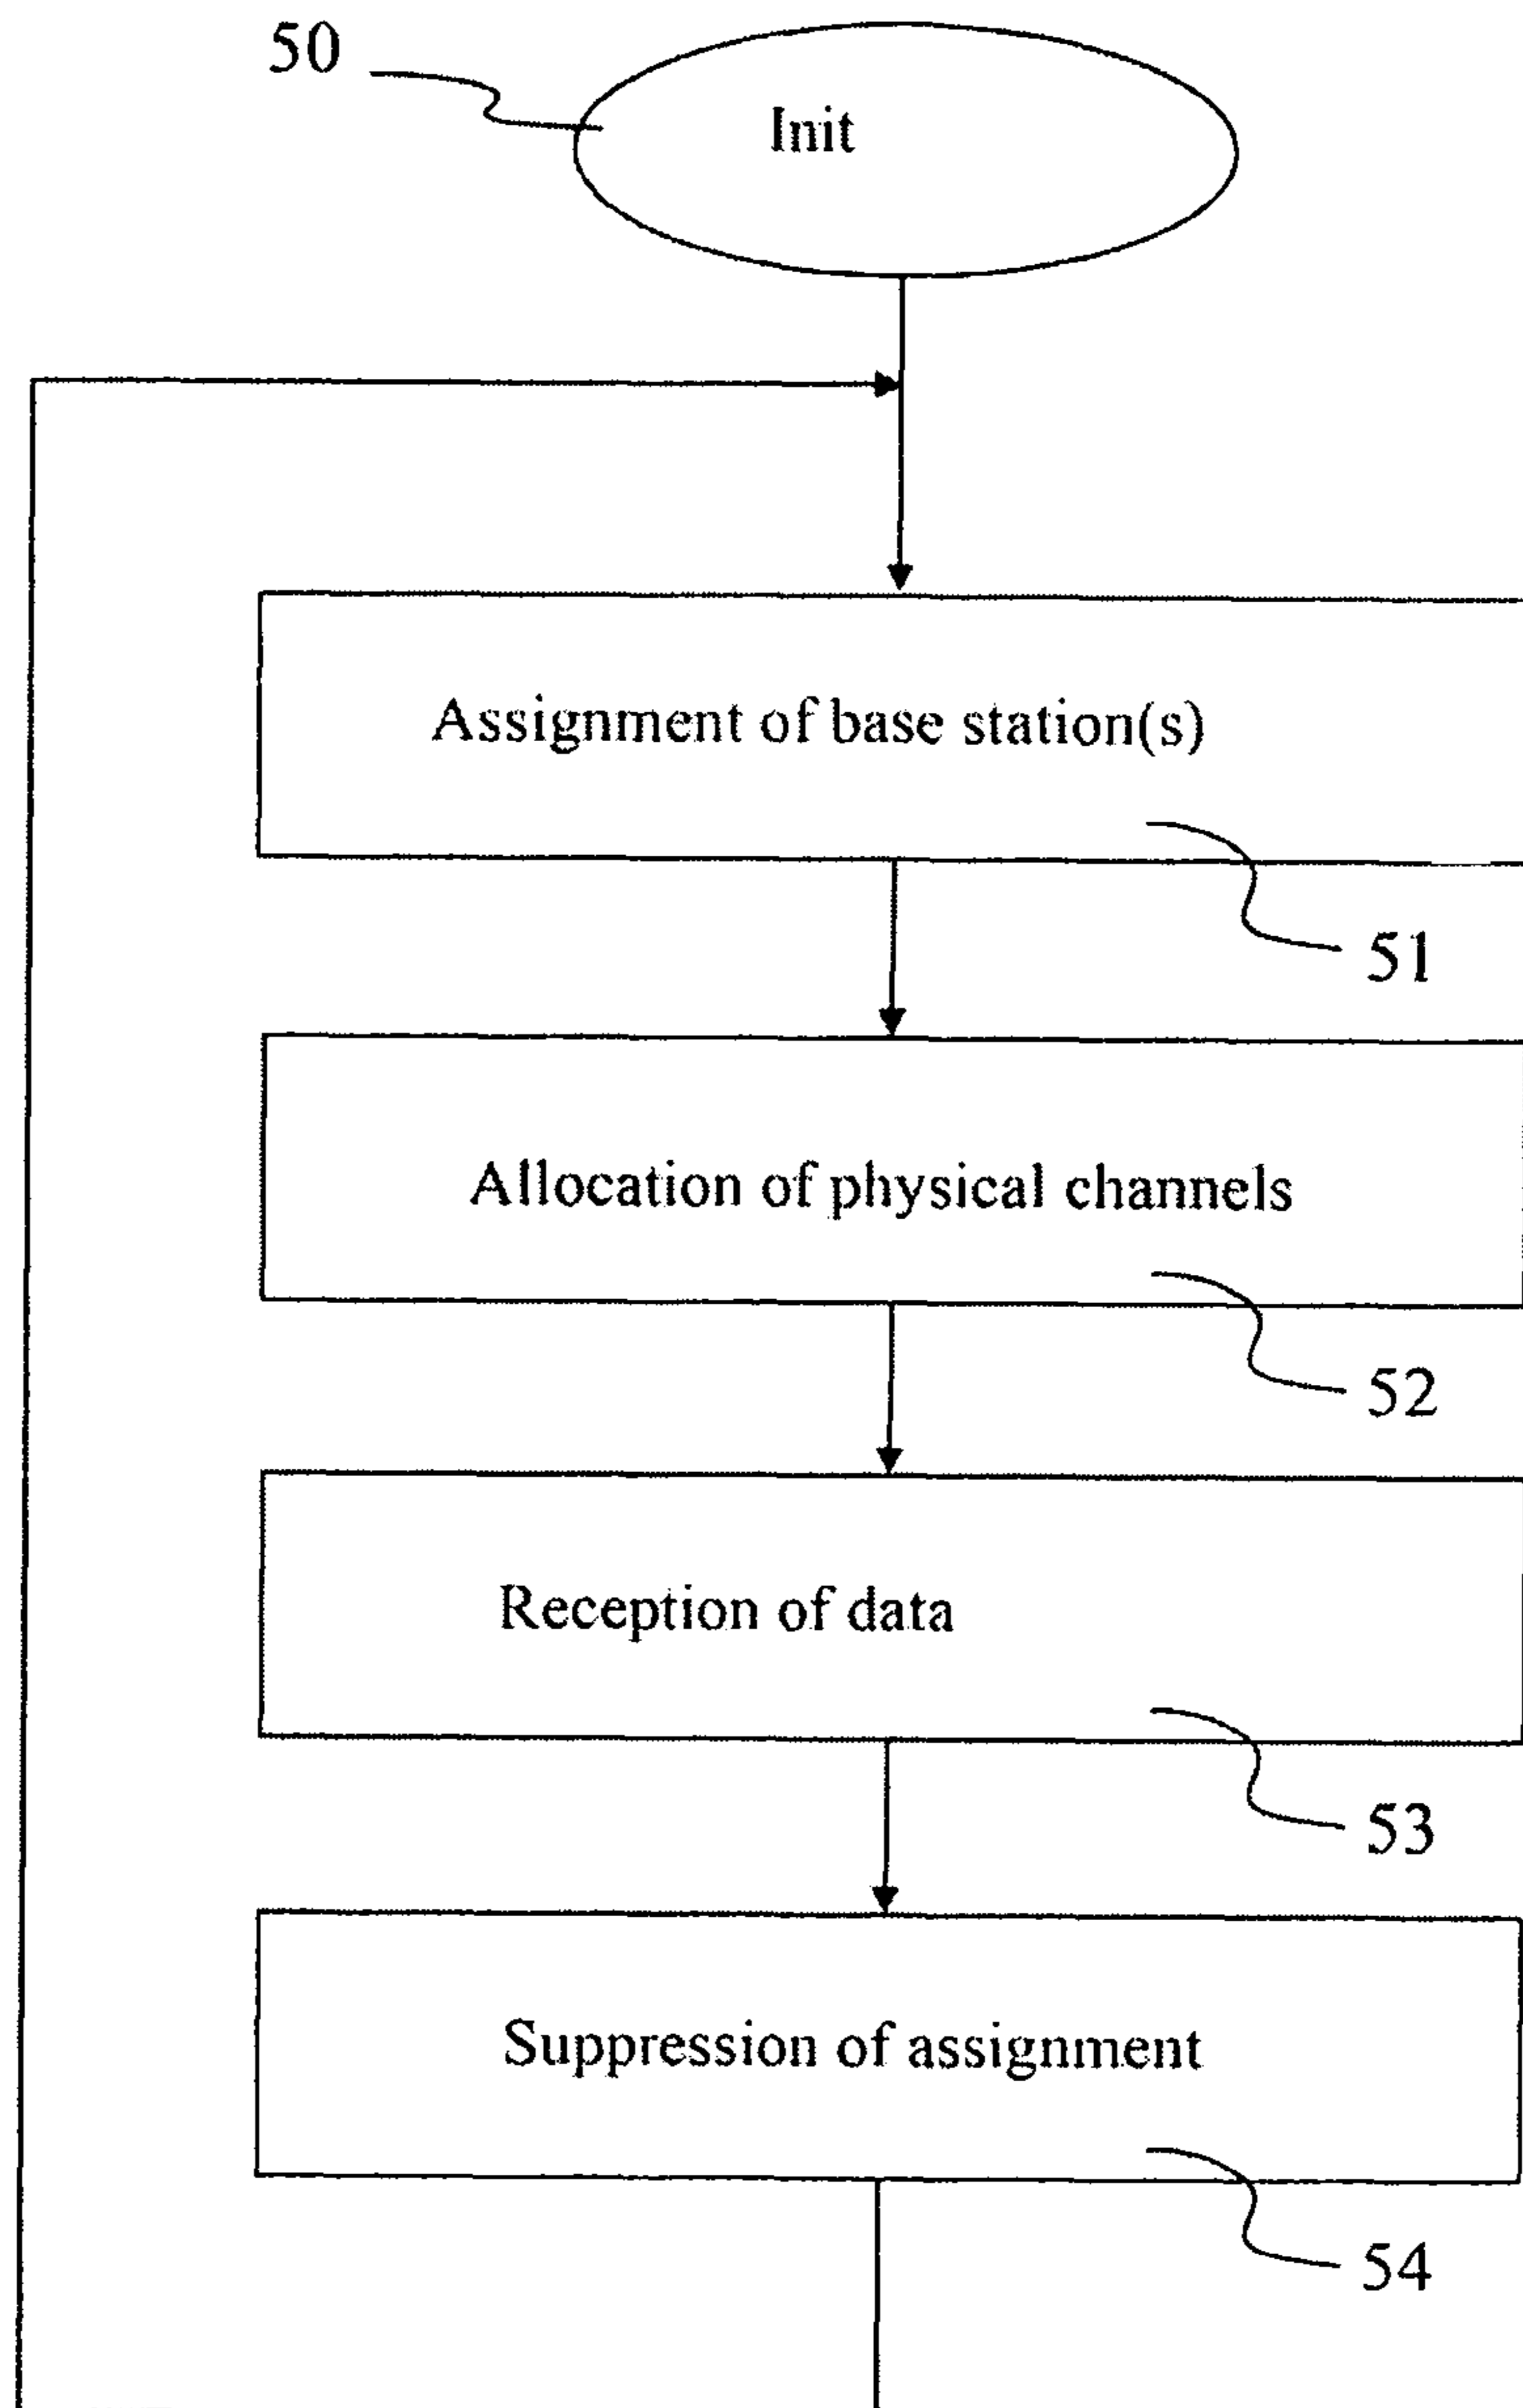 50
Init
Assignment of base station(s)
51
Allocation of physical channels
52
Reception of data
53
Suppression of assignment
54